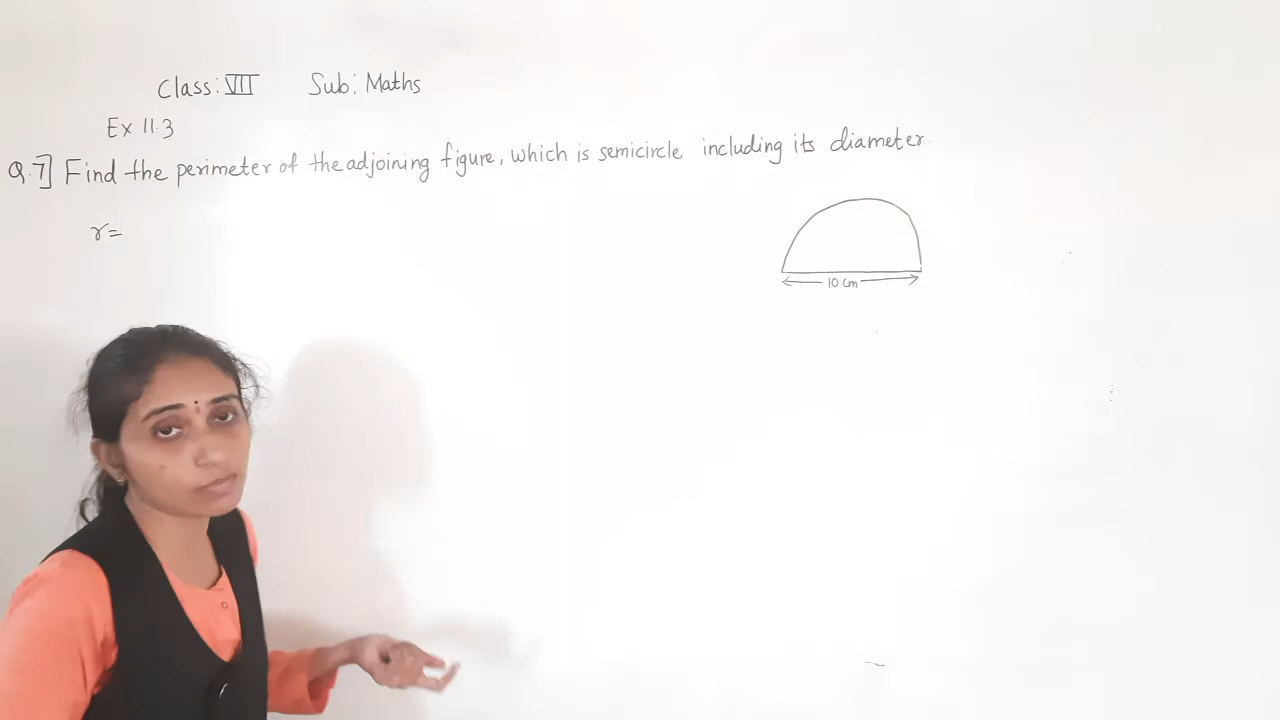 Class: VII Sub: Maths
Ex 11.3
Q.7] Find the perimeter of the adjoining figure, which is semicircle including its diameter.
r=
10 cm